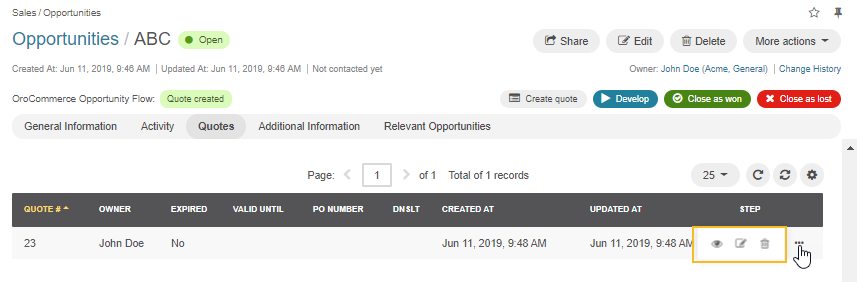 Sales / Opportunities
Opportunities / ABC Open
Share Edit Delete More actions
Created At: Jun 11, 2019, 9:46 AM | Updated At: Jun 11, 2019, 9:46 AM | Not contacted yet
Owner: John Doe (Acme, General) | Change History
OroCommerce Opportunity Flow: Quote created
Create quote Develop Close as won Close as lost
General Information Activity Quotes Additional Information Relevant Opportunities
Page: 1 of 1 Total of 1 records 25
QUOTE # OWNER EXPIRED VALID UNTIL PO NUMBER DNSLT CREATED AT UPDATED AT STEP
23 John Doe No Jun 11, 2019, 9:48 AM Jun 11, 2019, 9:48 AM